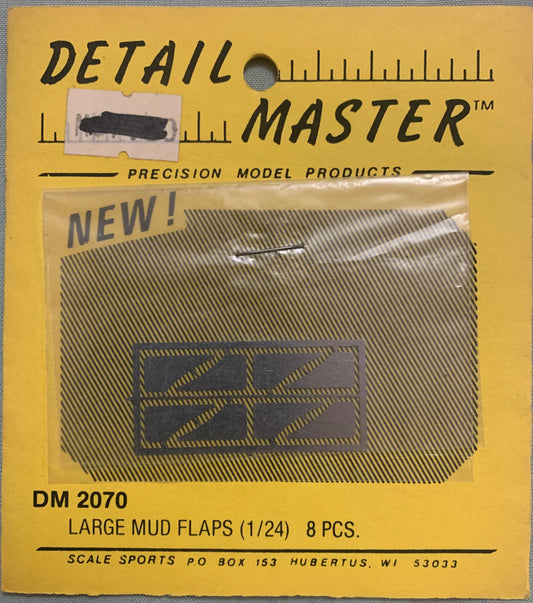 DETAIL
MASTER™
PRECISION MODEL PRODUCTS
NEW!
DM 2070
LARGE MUD FLAPS (1/24) 8 PCS.
SCALE SPORTS P.O BOX 153 HUBERTUS, WI 53033